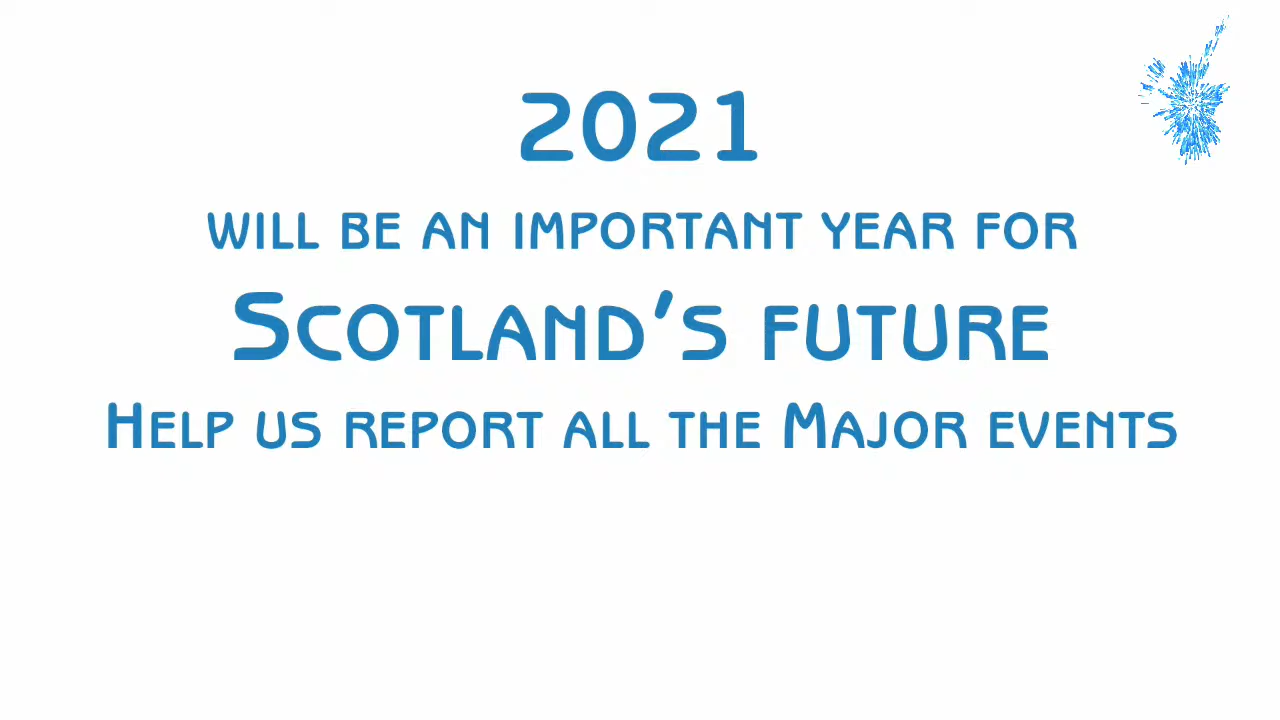 2021
will be an important year for
Scotland's future
Help us report all the Major events